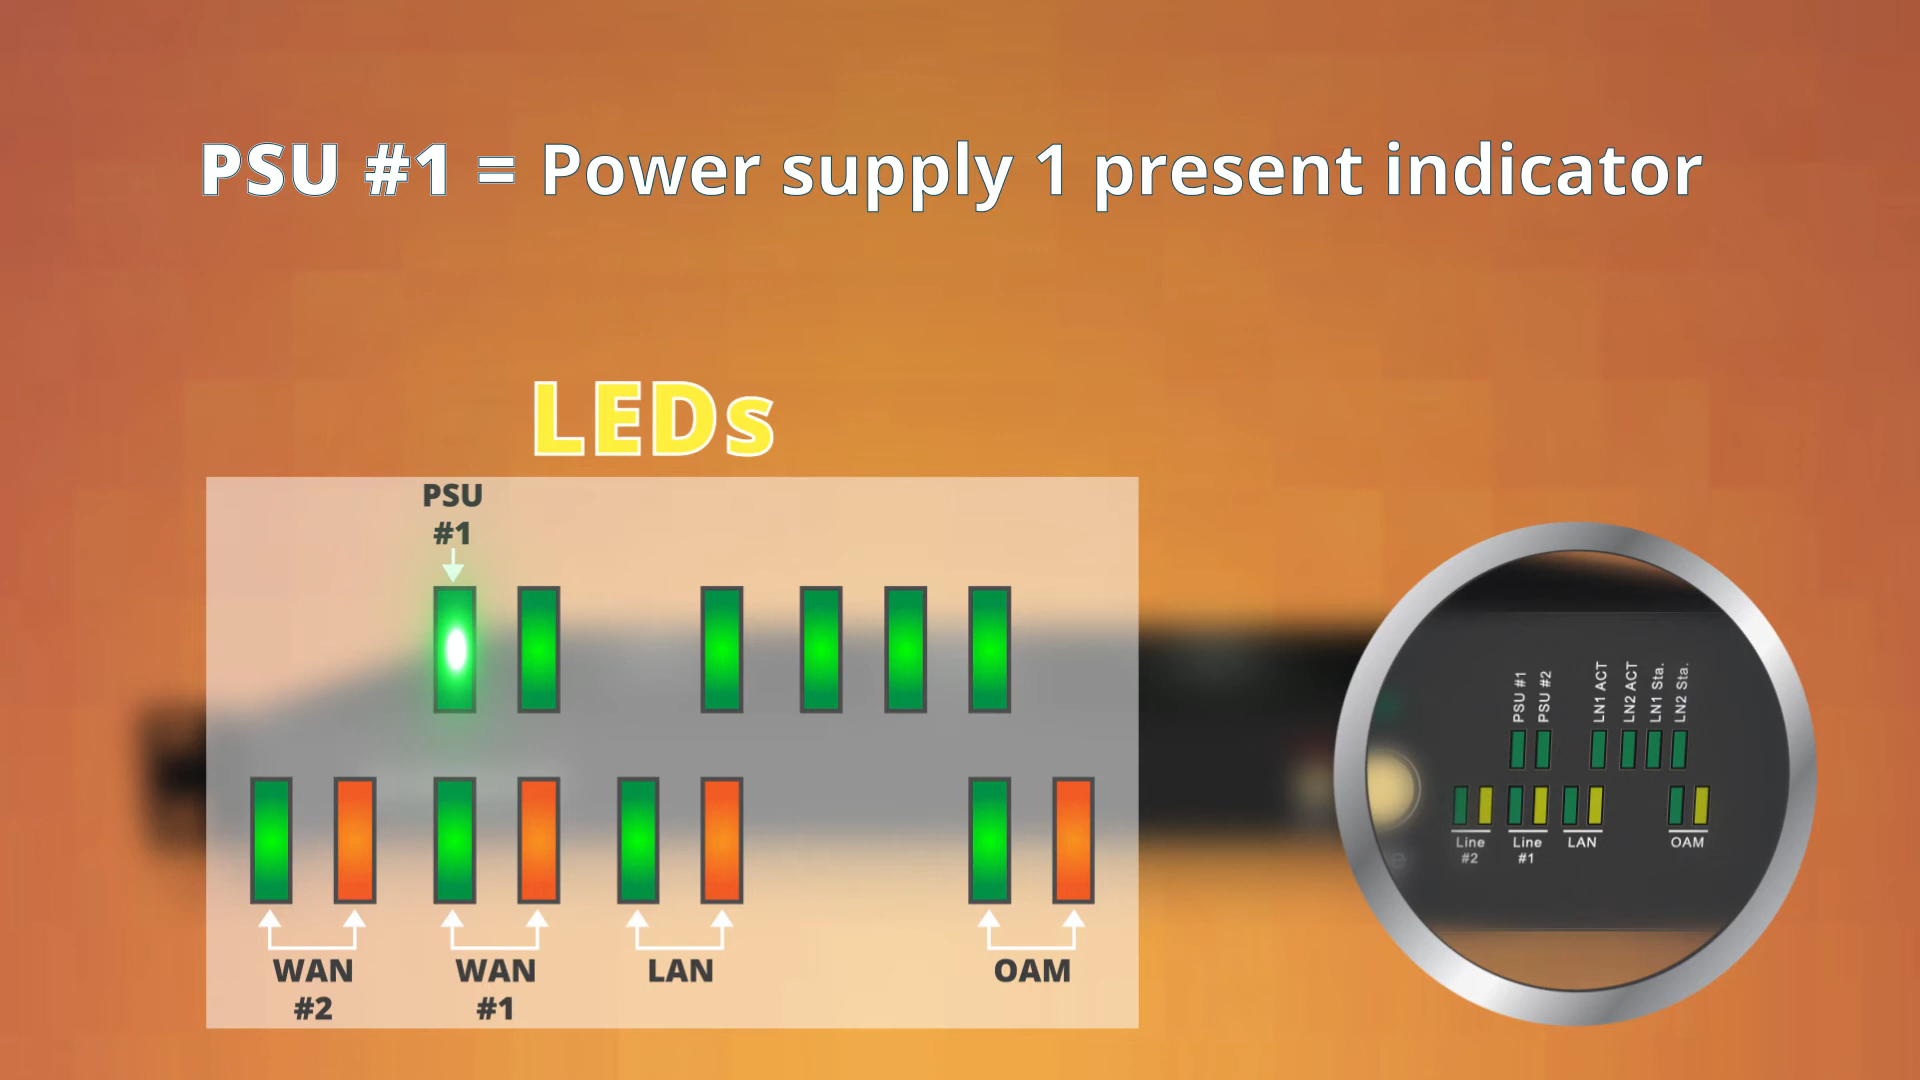 PSU #1 = Power supply 1 present indicator
LEDs
PSU
#1
WAN
#2
WAN
#1
LAN
OAM
PSU #1
PSU #2
LN1 ACT
LN2 ACT
LN1 Sta.
LN2 Sta.
Line
#2
Line
#1
LAN
OAM